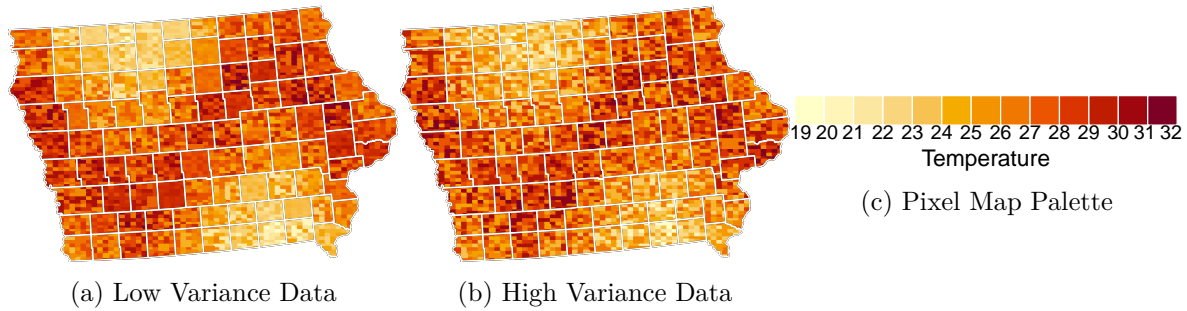 19 20 21 22 23 24 25 26 27 28 29 30 31 32
Temperature
(c) Pixel Map Palette
(a) Low Variance Data
(b) High Variance Data